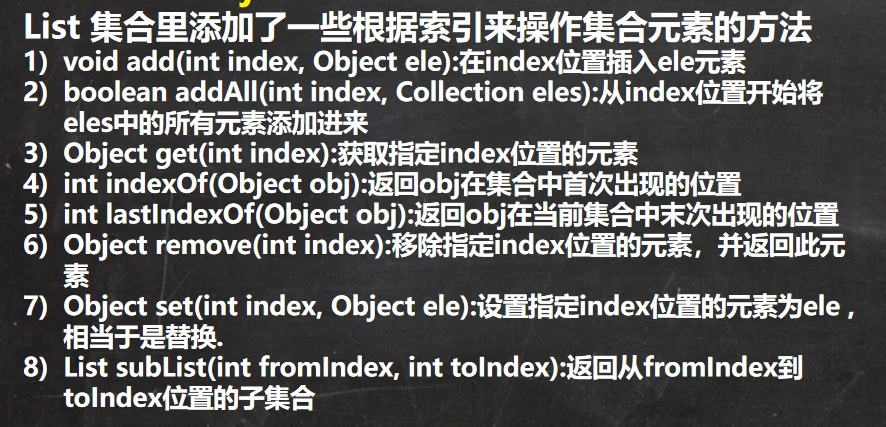 List 集合里添加了一些根据索引来操作集合元素的方法
1) void add(int index, Object ele):在index位置插入ele元素
2) boolean addAll(int index, Collection eles):从index位置开始将
eles中的所有元素添加进来
3) Object get(int index):获取指定index位置的元素
4) int indexOf(Object obj):返回obj在集合中首次出现的位置
5) int lastIndexOf(Object obj):返回obj在当前集合中末次出现的位置
6) Object remove(int index):移除指定index位置的元素，并返回此元
素
7) Object set(int index, Object ele):设置指定index位置的元素为ele ,
相当于是替换.
8) List subList(int fromIndex, int toIndex):返回从fromIndex到
toIndex位置的子集合